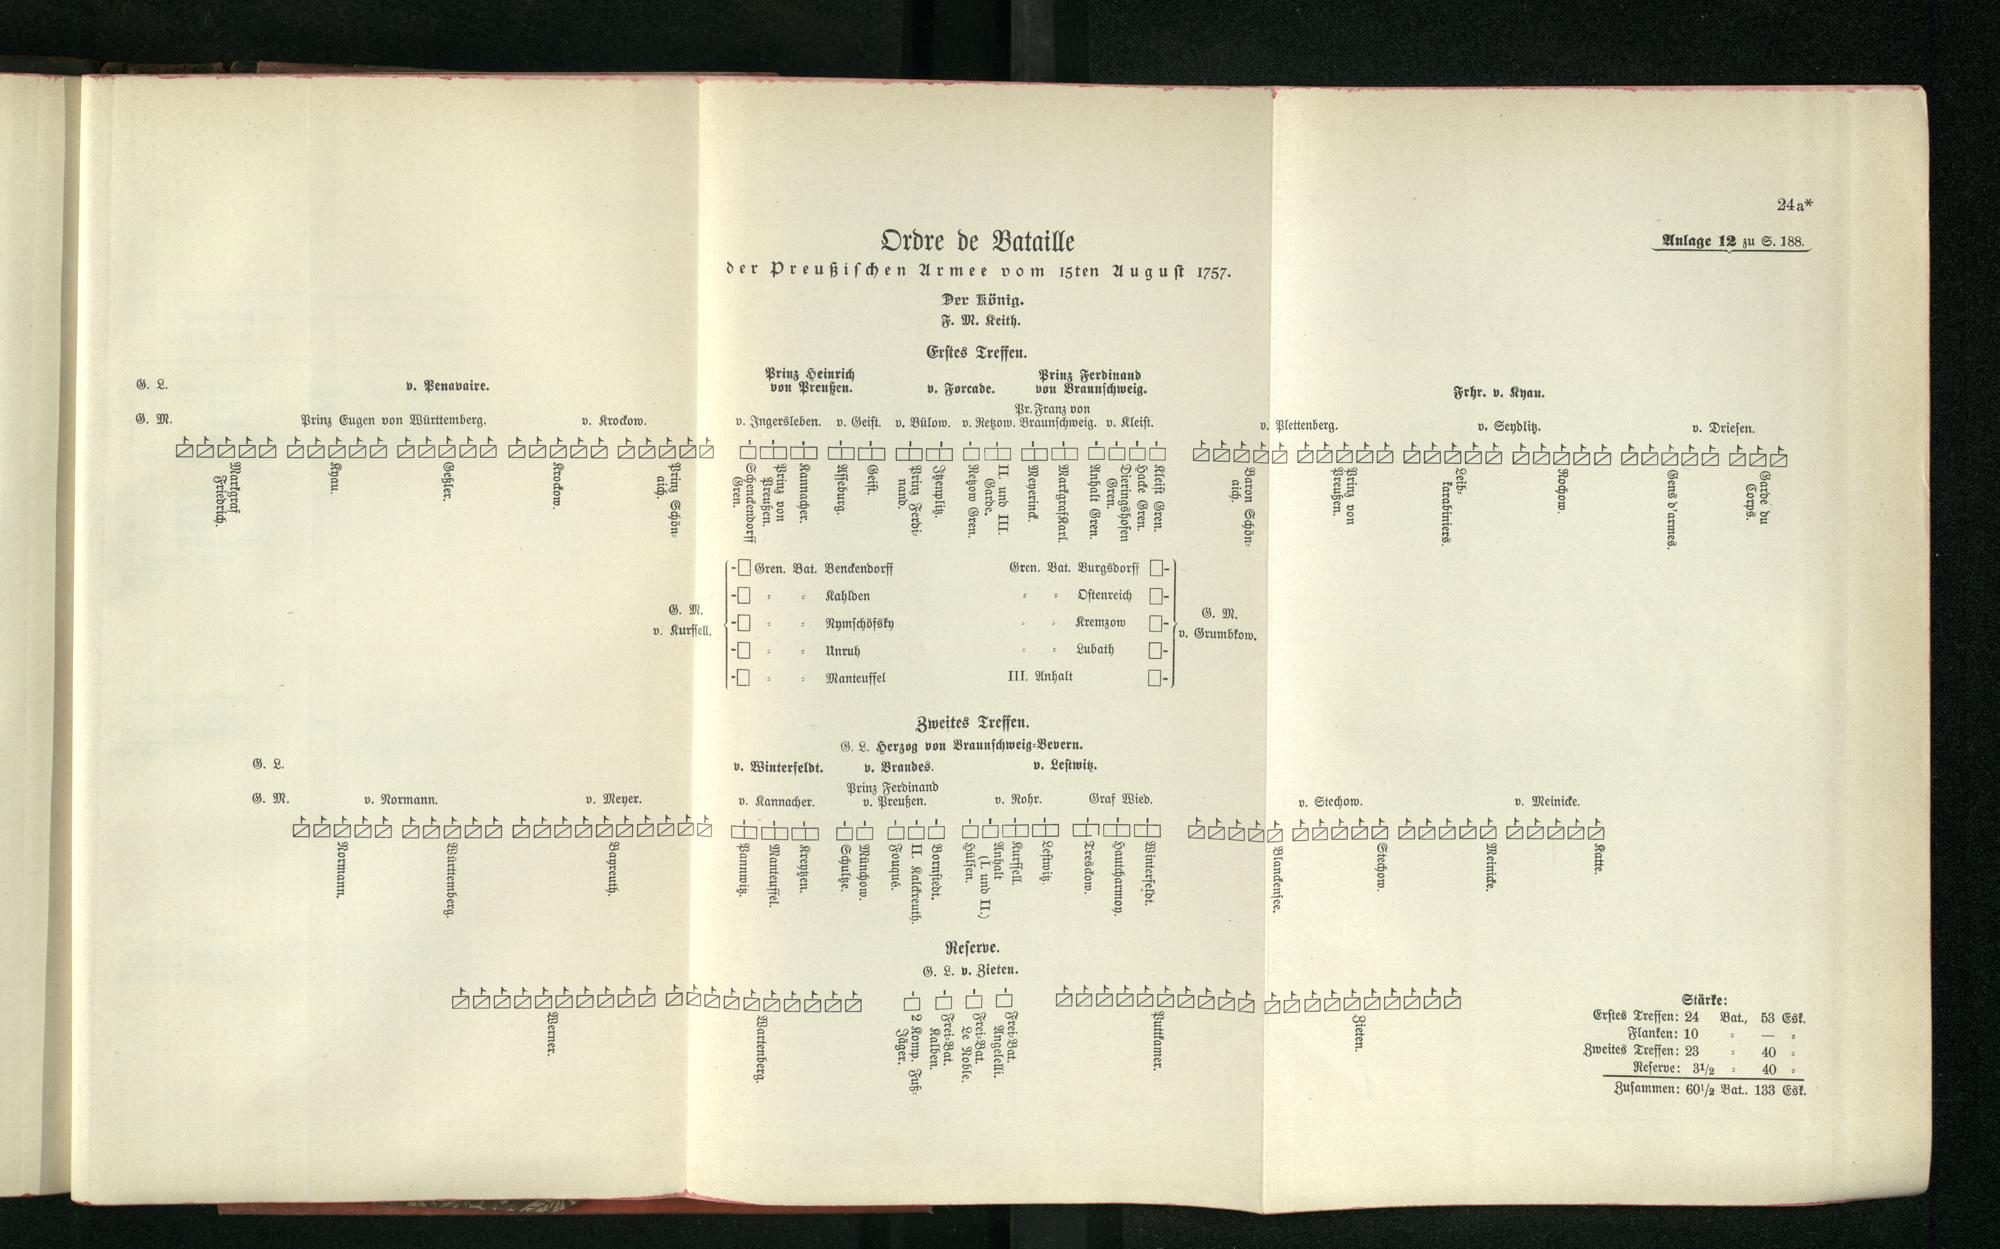 24a*
Anlage 12 zu S. 188.
Ordre de Bataille
der Preußischen Armee vom 15ten August 1757.
Der König.
F. M. Keith.
Erstes Treffen.
G. L. v. Penavaire. Prinz Heinrich von Preußen. v. Forcade. Prinz Ferdinand von Braunschweig. Frhr. v. Kyau.
G. M. Prinz Eugen von Württemberg. v. Krockow. v. Ingersleben. v. Geist. v. Bülow. v. Retzow. Pr. Franz von Braunschweig. v. Kleist. v. Plettenberg. v. Seydlitz. v. Driesen.
Markgraf Friedrich.
Kyau.
Geßler.
Krockow.
Prinz Schön-aich.
Schenckendorff Gren.
Prinz von Preußen.
Kannacher.
Asseburg.
Geist.
Prinz Ferdi-nand.
Itzenplitz.
Retzow Gren.
II. und III. Garde.
Meyerinck.
Markgraf Karl.
Anhalt Gren.
Dieringshofen Gren.
Hacke Gren.
Kleist Gren.
Baron Schön-aich.
Prinz von Preußen.
Leib-karabiniers.
Rochow.
Gens d'armes.
Garde du Corps.
G. M.
v. Kurssell.
Gren. Bat. Benckendorff
" " Kahlden
" " Nymschöfsky
" " Unruh
" " Manteuffel
Gren. Bat. Burgsdorff
" " Ostenreich
" " Kremzow
" " Lubath
III. Anhalt
G. M.
v. Grumbkow.
Zweites Treffen.
G. L. Herzog von Braunschweig-Bevern.
G. L. v. Winterfeldt. v. Brandes. v. Lestwitz.
G. M. v. Normann. v. Meyer. v. Kannacher. Prinz Ferdinand v. Preußen. v. Rohr. Graf Wied. v. Stechow. v. Meinicke.
Normann.
Württemberg.
Bayreuth.
Pannwitz.
Manteuffel.
Kreytzen.
Schultze.
Münchow.
Fouqué.
II. Kalckreuth.
Bornstedt.
Hülsen.
Anhalt (I. und II.)
Kurssell.
Lestwitz.
Tresckow.
Hautcharmoy.
Winterfeldt.
Blanckensee.
Stechow.
Meinicke.
Katte.
Reserve.
G. L. v. Zieten.
Werner.
Wartenberg.
2 Komp. Fuß-Jäger.
Frei-Bat. Kalben.
Frei-Bat. Le Noble.
Frei-Bat. Angelelli.
Puttkamer.
Zieten.
Stärke:
Erstes Treffen: 24 Bat., 53 Esk.
Flanken: 10 " — "
Zweites Treffen: 23 " 40 "
Reserve: 3½ " 40 "
Zusammen: 60½ Bat.. 133 Esk.